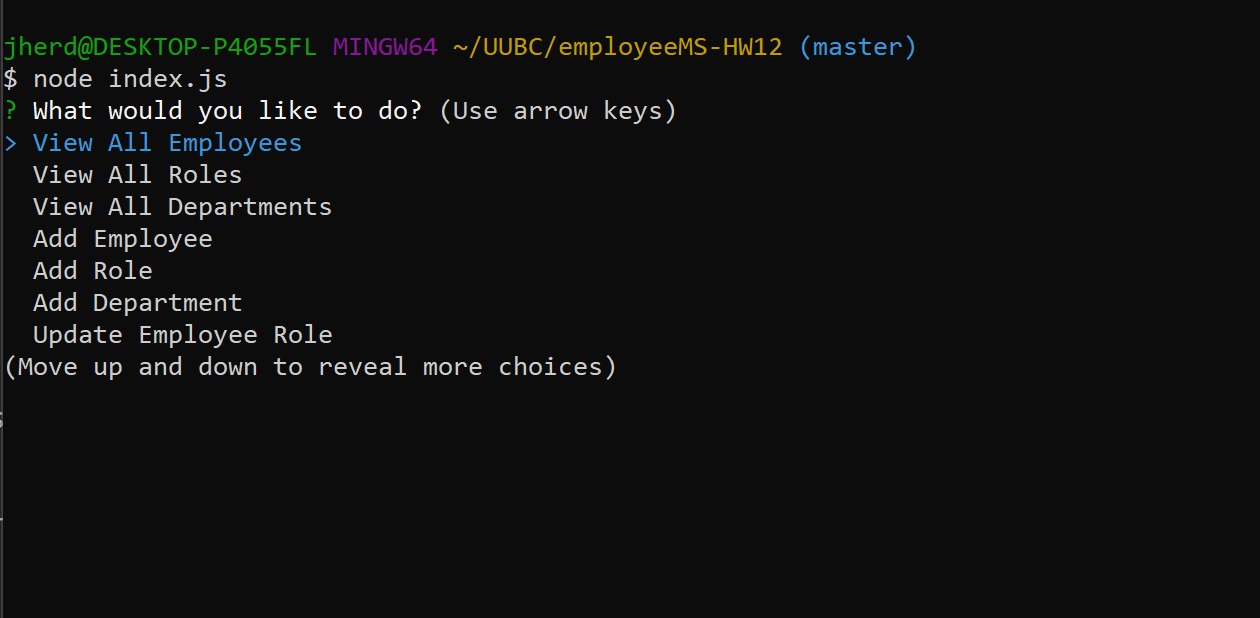 jherd@DESKTOP-P4055FL MINGW64 ~/UUBC/employeeMS-HW12 (master)
$ node index.js
? What would you like to do? (Use arrow keys)
> View All Employees
View All Roles
View All Departments
Add Employee
Add Role
Add Department
Update Employee Role
(Move up and down to reveal more choices)